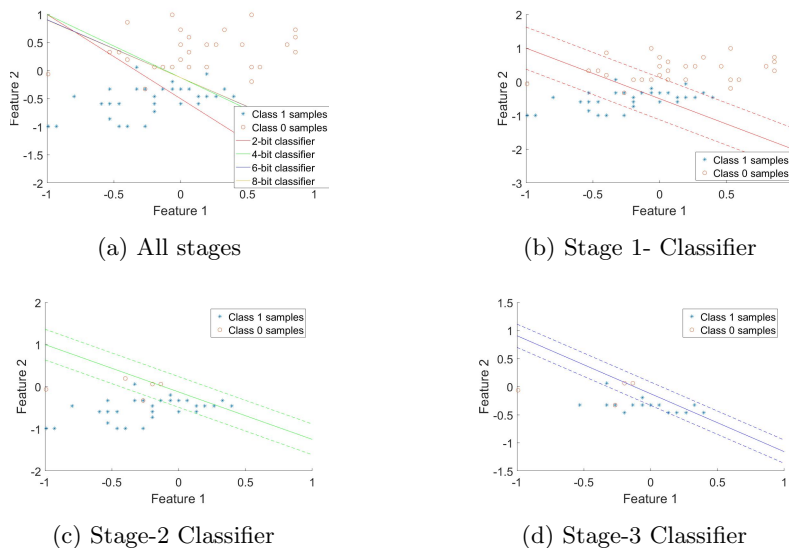 1
0.5
0
-0.5
-1
-1.5
-2
Feature 2
-1
-0.5
0
0.5
1
Feature 1
Class 1 samples
Class 0 samples
2-bit classifier
4-bit classifier
6-bit classifier
8-bit classifier
(a) All stages
2
1
0
-1
-2
-3
Feature 2
-1
-0.5
0
0.5
Feature 1
Class 1 samples
Class 0 samples
(b) Stage 1- Classifier
2
1
0
-1
-2
Feature 2
-1
-0.5
0
0.5
1
Feature 1
Class 1 samples
Class 0 samples
(c) Stage-2 Classifier
1.5
1
0.5
0
-0.5
-1
-1.5
Feature 2
-1
-0.5
0
0.5
1
Feature 1
Class 1 samples
Class 0 samples
(d) Stage-3 Classifier